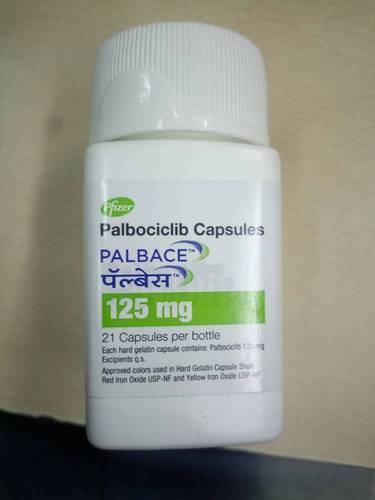 Pfizer
Palbociclib Capsules
PALBACE™
पॅल्बेस™
125 mg
21 Capsules per bottle
Each hard gelatin capsule contains: Palbociclib 125 mg
Excipients q.s.
Approved colors used in Hard Gelatin Capsule Shell:
Red Iron Oxide USP-NF and Yellow Iron Oxide USP-NF